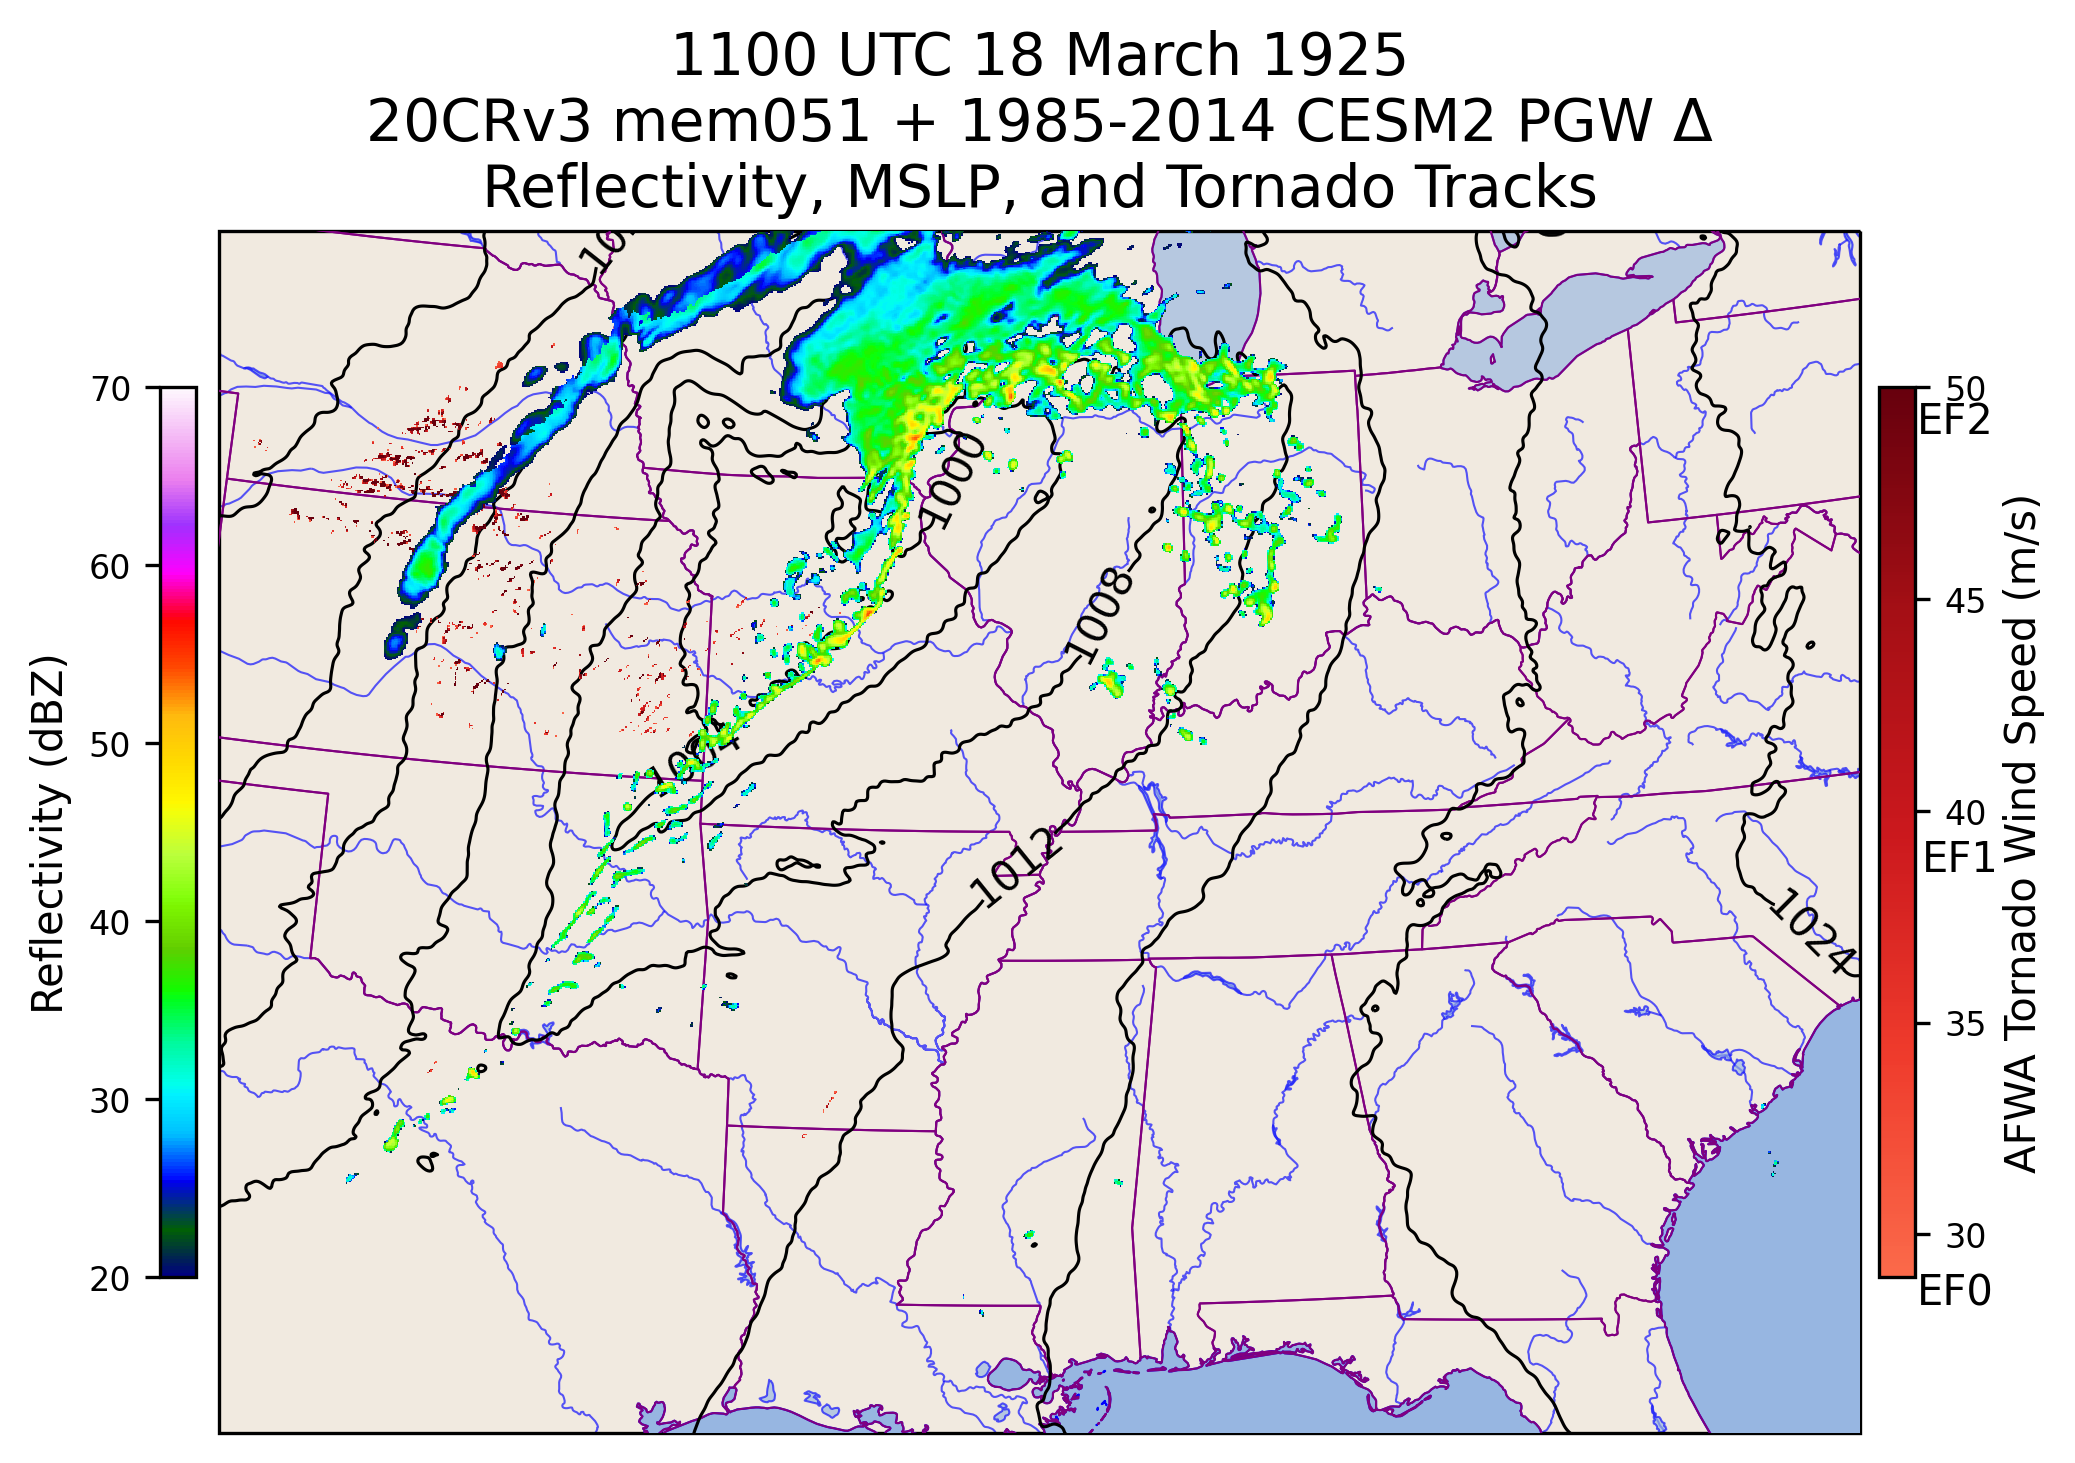 1100 UTC 18 March 1925
20CRv3 mem051 + 1985-2014 CESM2 PGW Δ
Reflectivity, MSLP, and Tornado Tracks
Reflectivity (dBZ)
70
60
50
40
30
20
1000
1008
1004
1012
1024
50
EF2
45
40
EF1
35
30
EF0
AFWA Tornado Wind Speed (m/s)